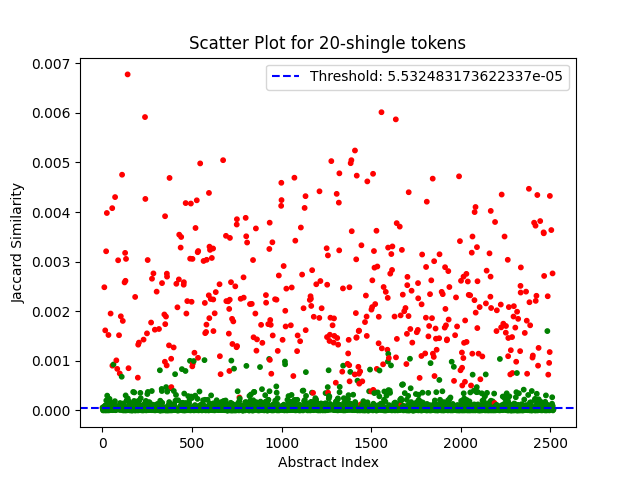 Scatter Plot for 20-shingle tokens
Threshold: 5.532483173622337e-05
0.007
0.006
0.005
0.004
0.003
0.002
0.001
0.000
Jaccard Similarity
0 500 1000 1500 2000 2500
Abstract Index